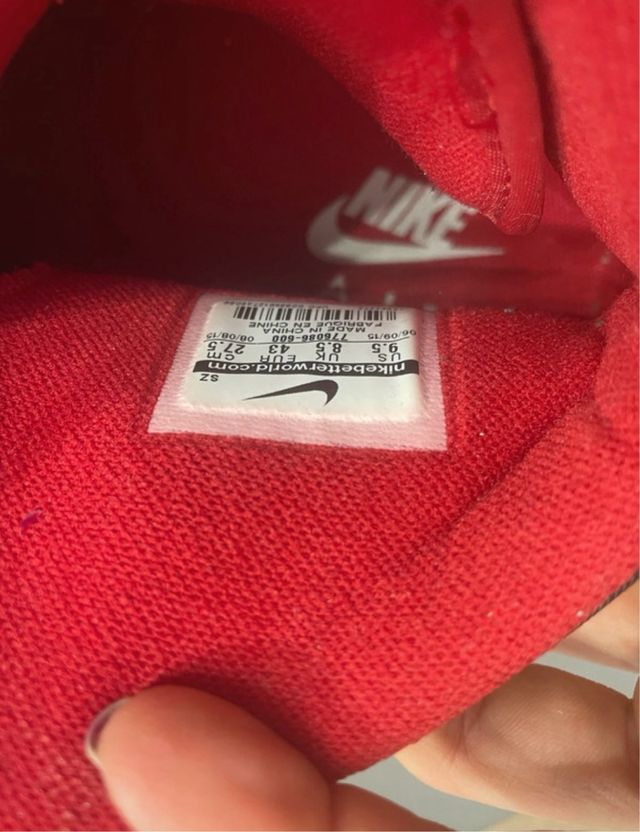 NIKE
SZ
nikebetterworld.com
US UK EUR cm
9.5 8.5 43 27.5
06/09/15 776086-600 08/08/15
MADE IN CHINA
FABRIQUE EN CHINE